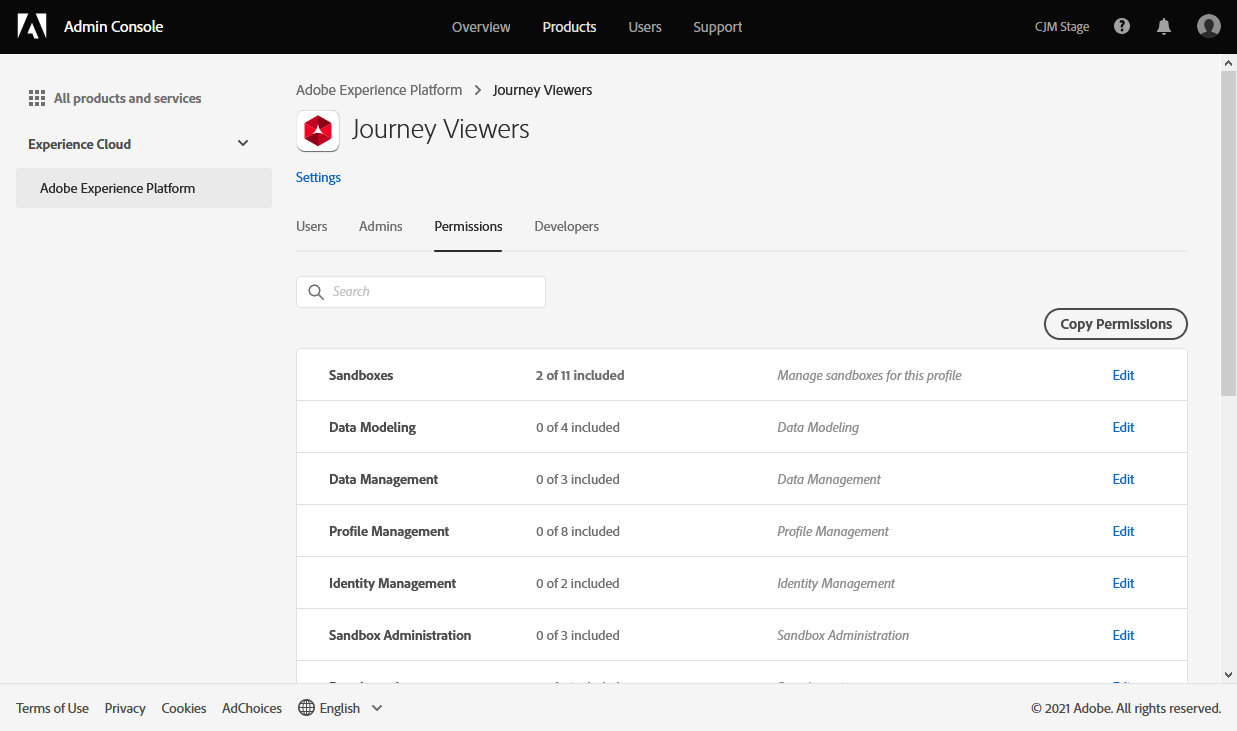 Admin Console
Overview Products Users Support
CJM Stage
All products and services
Experience Cloud
Adobe Experience Platform
Adobe Experience Platform > Journey Viewers
Journey Viewers
Settings
Users Admins Permissions Developers
Search
Copy Permissions
Sandboxes 2 of 11 included Manage sandboxes for this profile Edit
Data Modeling 0 of 4 included Data Modeling Edit
Data Management 0 of 3 included Data Management Edit
Profile Management 0 of 8 included Profile Management Edit
Identity Management 0 of 2 included Identity Management Edit
Sandbox Administration 0 of 3 included Sandbox Administration Edit
Terms of Use Privacy Cookies AdChoices English
© 2021 Adobe. All rights reserved.